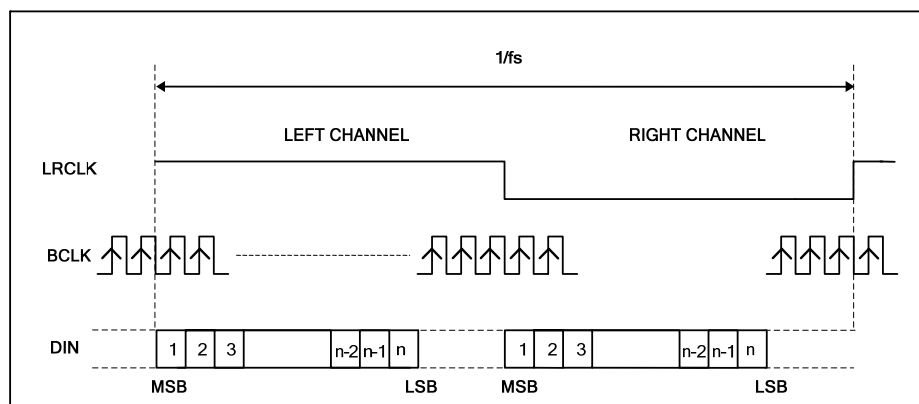 1/fs
LEFT CHANNEL RIGHT CHANNEL
LRCLK
BCLK
DIN 1 2 3 n-2 n-1 n 1 2 3 n-2 n-1 n
MSB LSB MSB LSB